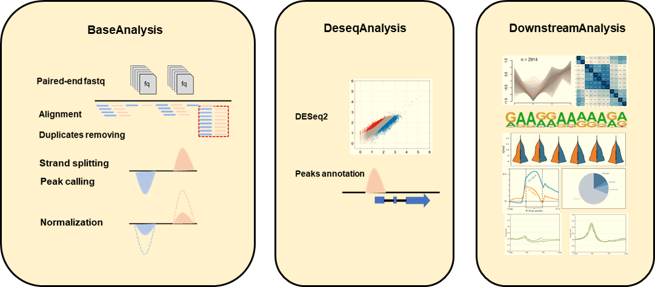 BaseAnalysis
Paired-end fastq
fq
fq
Alignment
Duplicates removing
Strand splitting
Peak calling
Normalization
DeseqAnalysis
DESeq2
Peaks annotation
DownstreamAnalysis
n = 2914